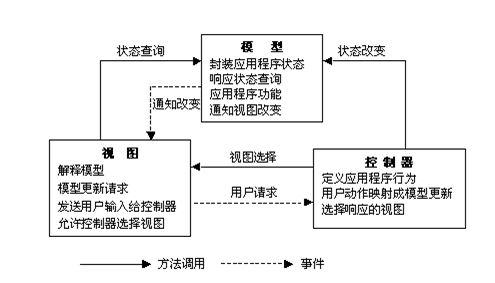 模 型
封装应用程序状态
响应状态查询
应用程序功能
通知视图改变
状态查询
状态改变
通知改变
视 图
解释模型
模型更新请求
发送用户输入给控制器
允许控制器选择视图
视图选择
用户请求
控 制 器
定义应用程序行为
用户动作映射成模型更新
选择响应的视图
方法调用
事件